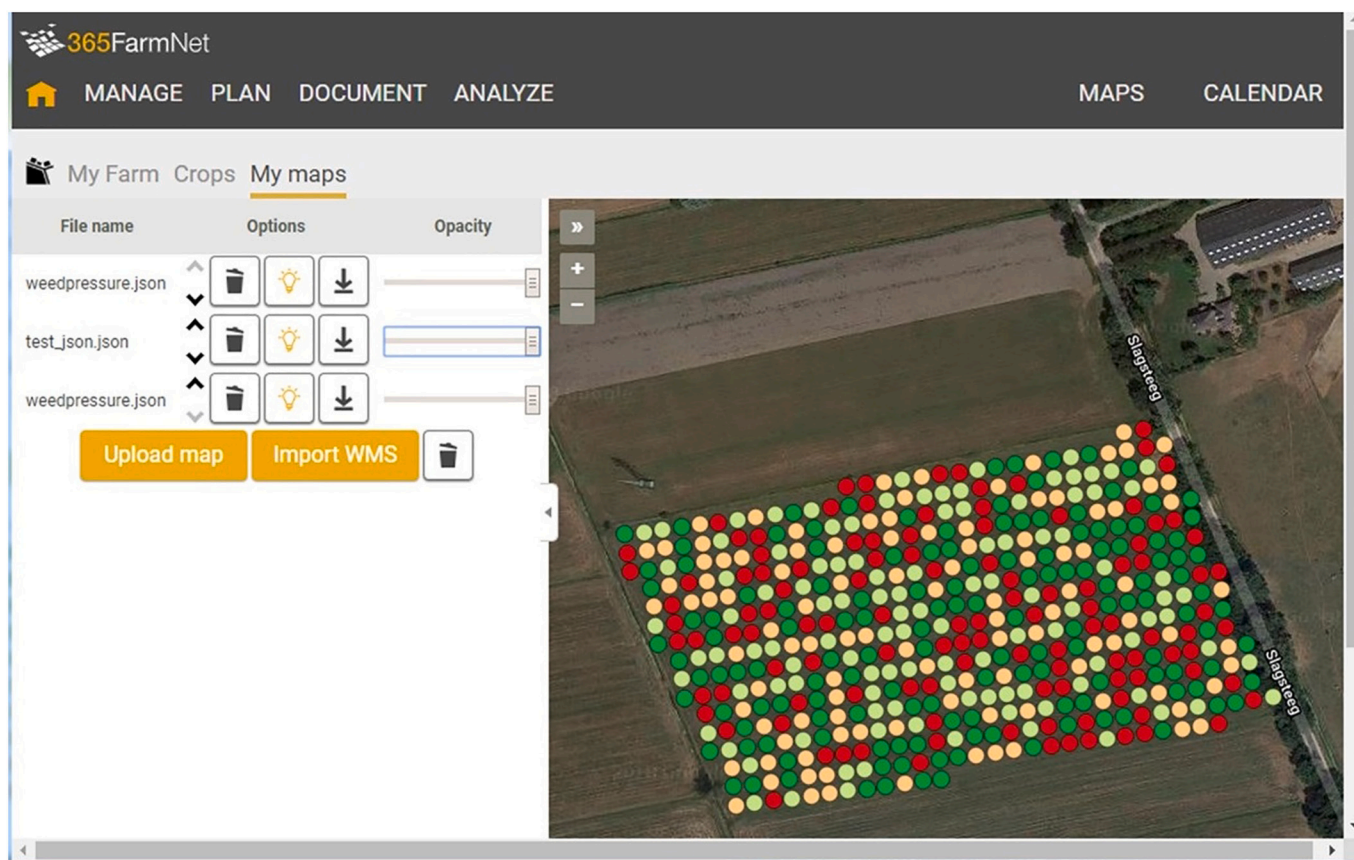 365FarmNet
MANAGE PLAN DOCUMENT ANALYZE MAPS CALENDAR
My Farm Crops My maps
File name Options Opacity
weedpressure.json
test_json.json
weedpressure.json
Upload map Import WMS
Slagsteeg
Slagsteeg